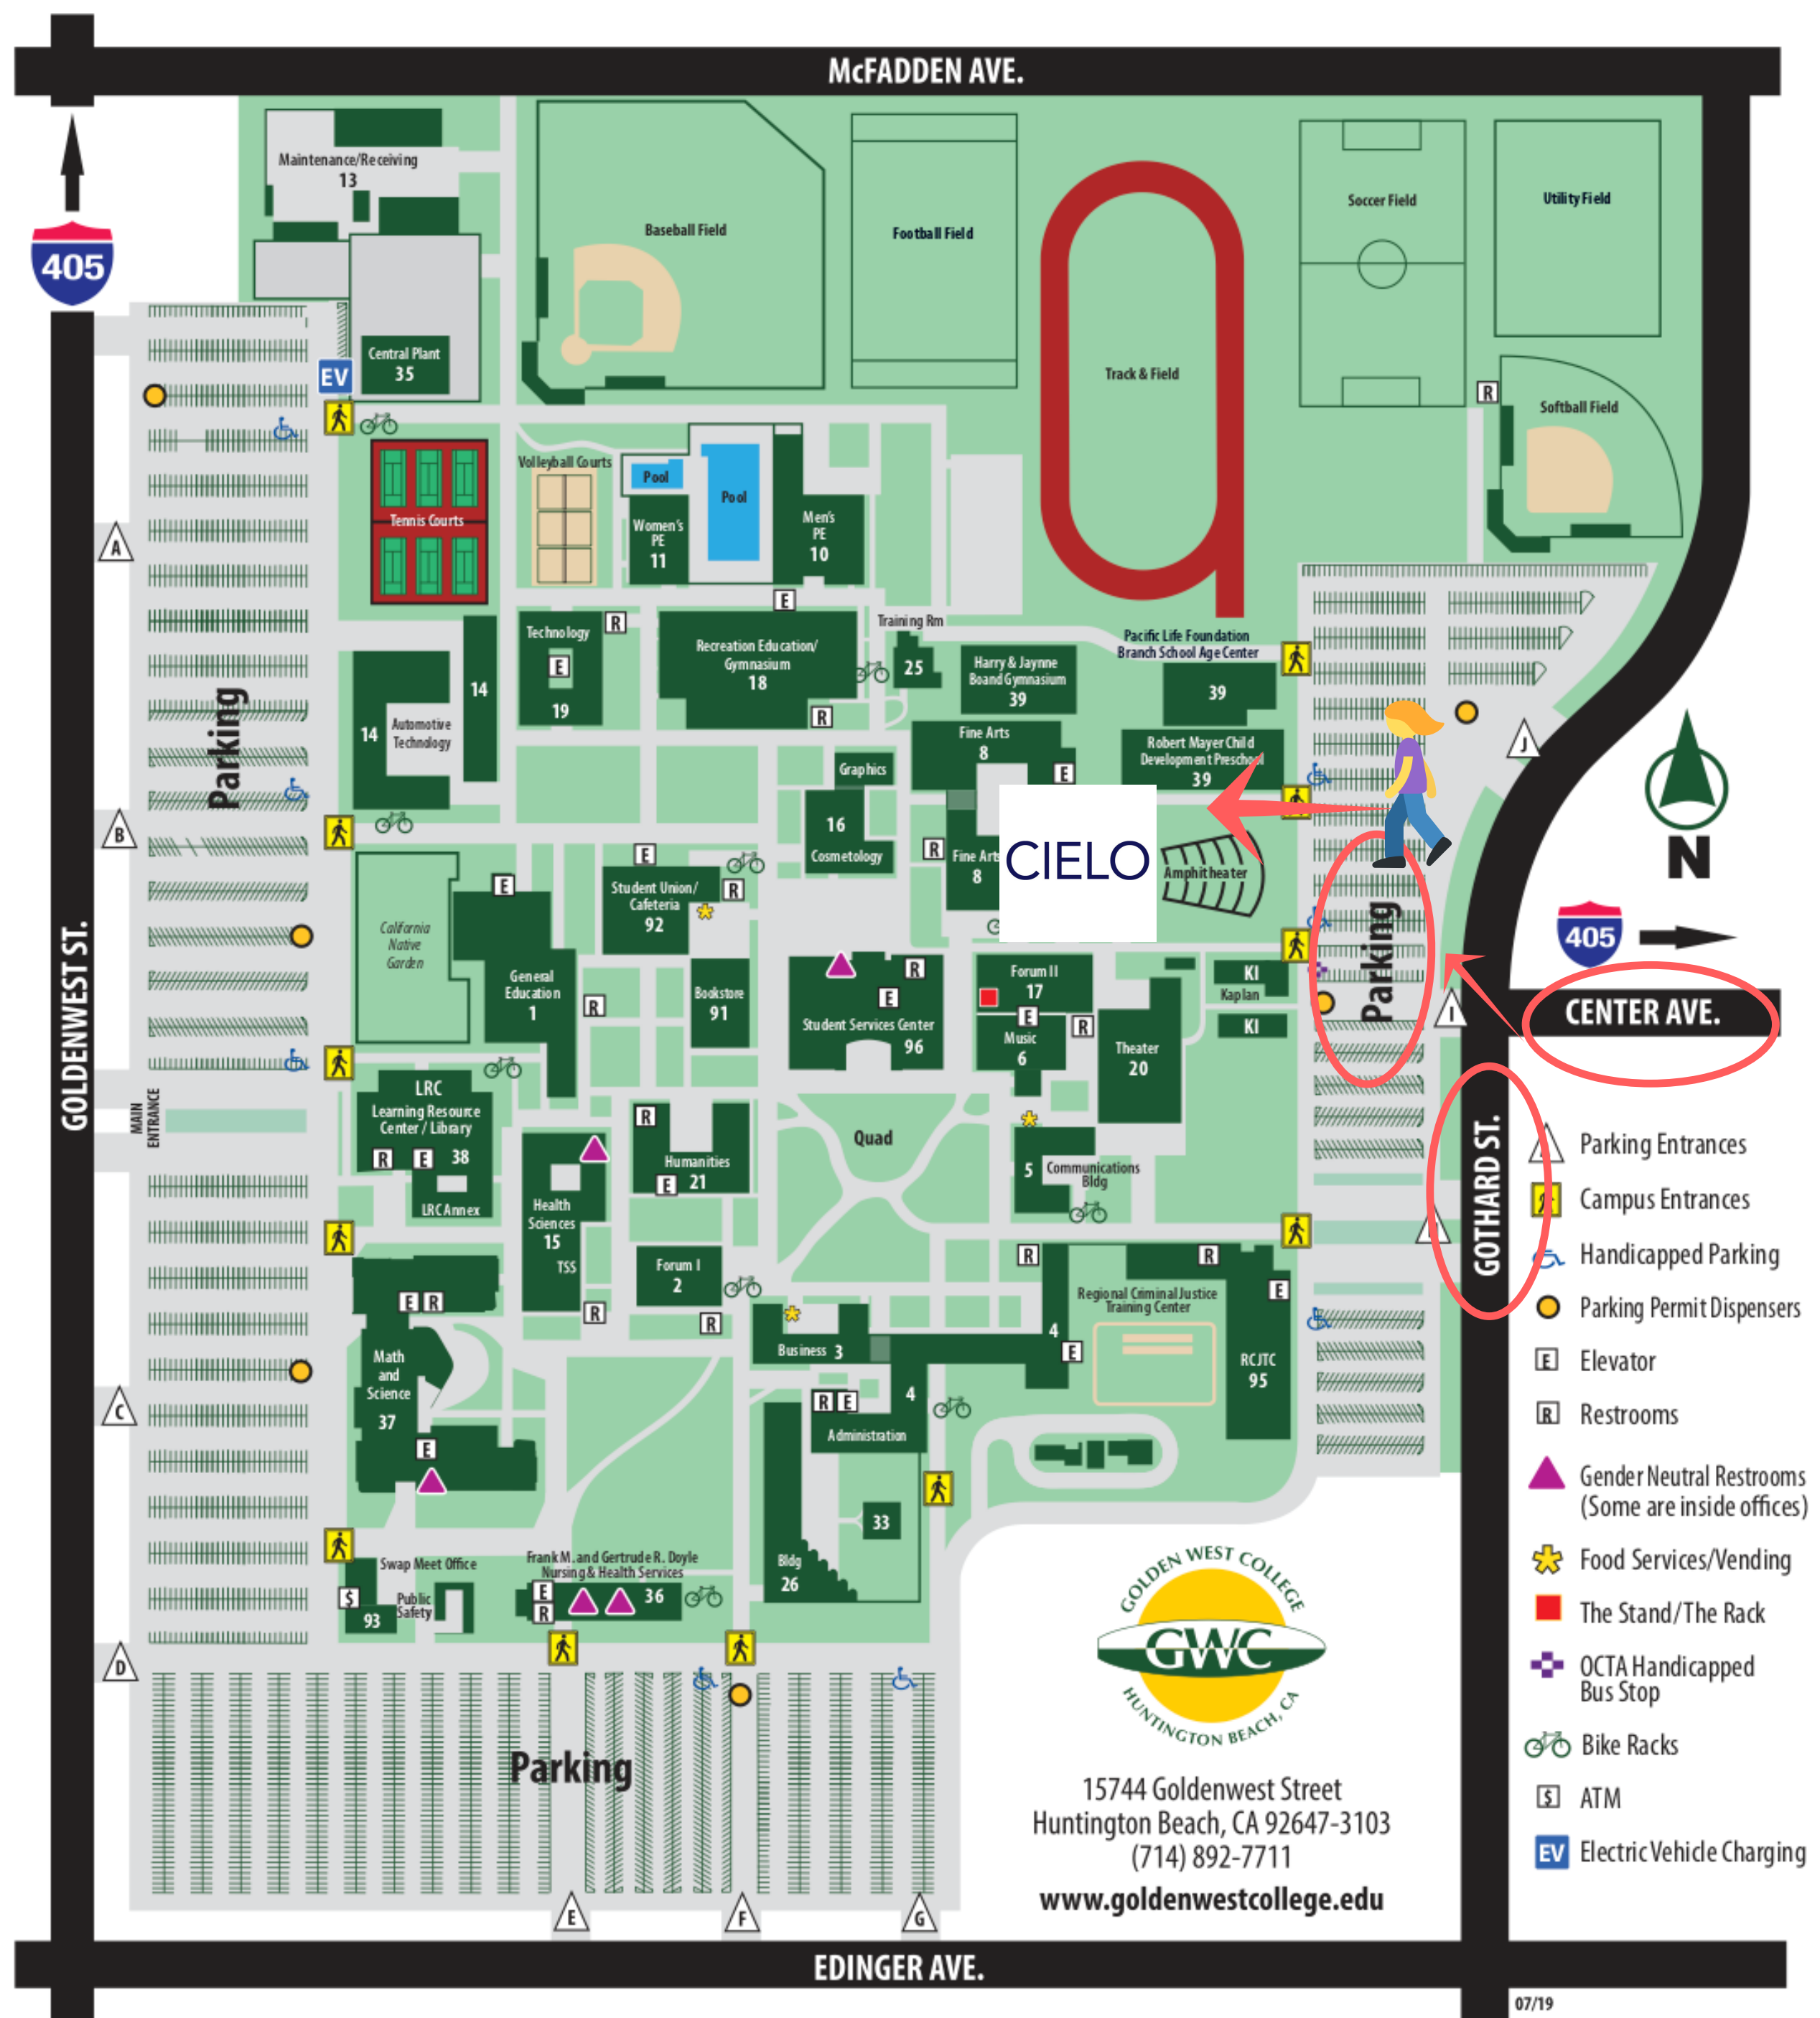 McFADDEN AVE.
Maintenance/Receiving
13
405
Baseball Field
Football Field
Soccer Field
Utility Field
Track & Field
Softball Field
R
Central Plant
35
EV
Volleyball Courts
Pool
Pool
Women's
PE
11
Men's
PE
10
Tennis Courts
A
E
Technology
R
E
19
Recreation Education/
Gymnasium
18
R
Training Rm
25
Harry & Jaynne
Board Gymnasium
39
Pacific Life Foundation
Branch School Age Center
39
14
14
Automotive
Technology
Parking
Fine Arts
8
E
Robert Mayer Child
Development Preschool
39
J
Graphics
16
Cosmetology
B
R
Fine Arts
8
CIELO
Amphitheater
N
E
Student Union/
Cafeteria
92
R
E
California
Native
Garden
General
Education
1
R
Bookstore
91
R
E
Student Services Center
96
Forum II
17
E
Music
6
R
Theater
20
KI
Kaplan
KI
Parking
405
CENTER AVE.
I
GOLDENWEST ST.
MAIN
ENTRANCE
LRC
Learning Resource
Center / Library
R
E
38
LRC Annex
R
Humanities
E
21
Quad
5
Communications
Bldg
GOTHARD ST.
Health
Sciences
15
TSS
R
Forum I
2
R
E
R
Math
and
Science
37
E
C
Business 3
R
E
4
Administration
R
4
E
R
E
Regional Criminal Justice
Training Center
RCJTC
95
33
Bldg
26
Swap Meet Office
$
93
Public
Safety
Frank M. and Gertrude R. Doyle
Nursing & Health Services
E
R
36
D
Parking
E
F
G
EDINGER AVE.
GOLDEN WEST COLLEGE
GWC
HUNTINGTON BEACH, CA
15744 Goldenwest Street
Huntington Beach, CA 92647-3103
(714) 892-7711
www.goldenwestcollege.edu
Parking Entrances
Campus Entrances
Handicapped Parking
Parking Permit Dispensers
E Elevator
R Restrooms
Gender Neutral Restrooms
(Some are inside offices)
Food Services/Vending
The Stand/The Rack
OCTA Handicapped
Bus Stop
Bike Racks
$ ATM
EV Electric Vehicle Charging
07/19